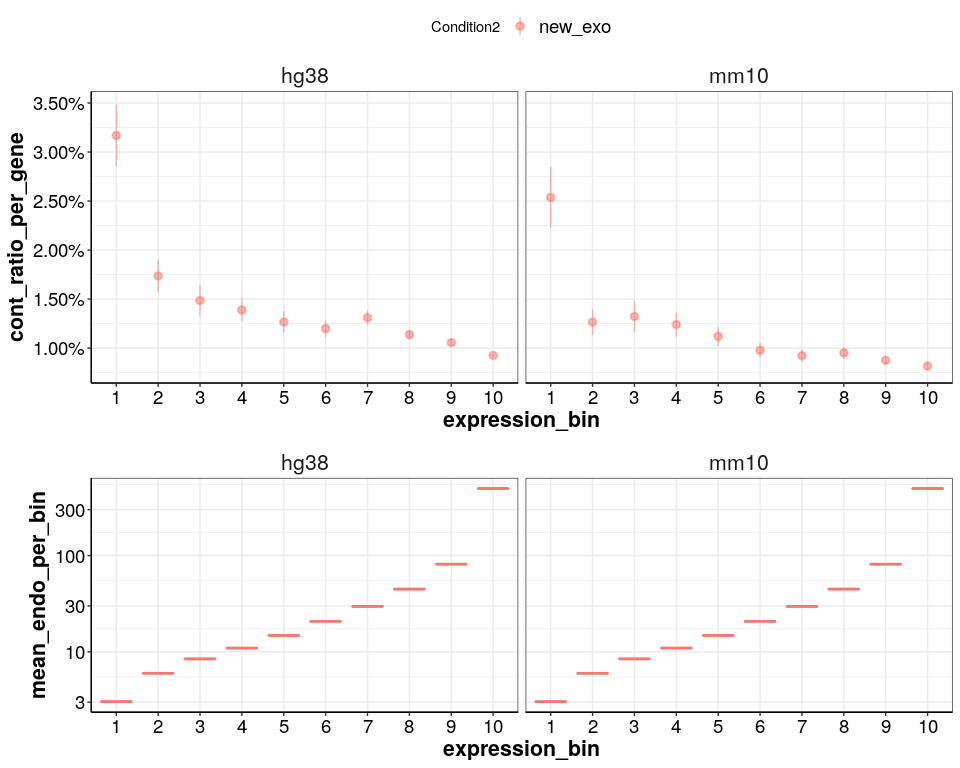 Condition2 new_exo
hg38 mm10
cont_ratio_per_gene
3.50%
3.00%
2.50%
2.00%
1.50%
1.00%
1 2 3 4 5 6 7 8 9 10 1 2 3 4 5 6 7 8 9 10
expression_bin
hg38 mm10
mean_endo_per_bin
300
100
30
10
3
1 2 3 4 5 6 7 8 9 10 1 2 3 4 5 6 7 8 9 10
expression_bin